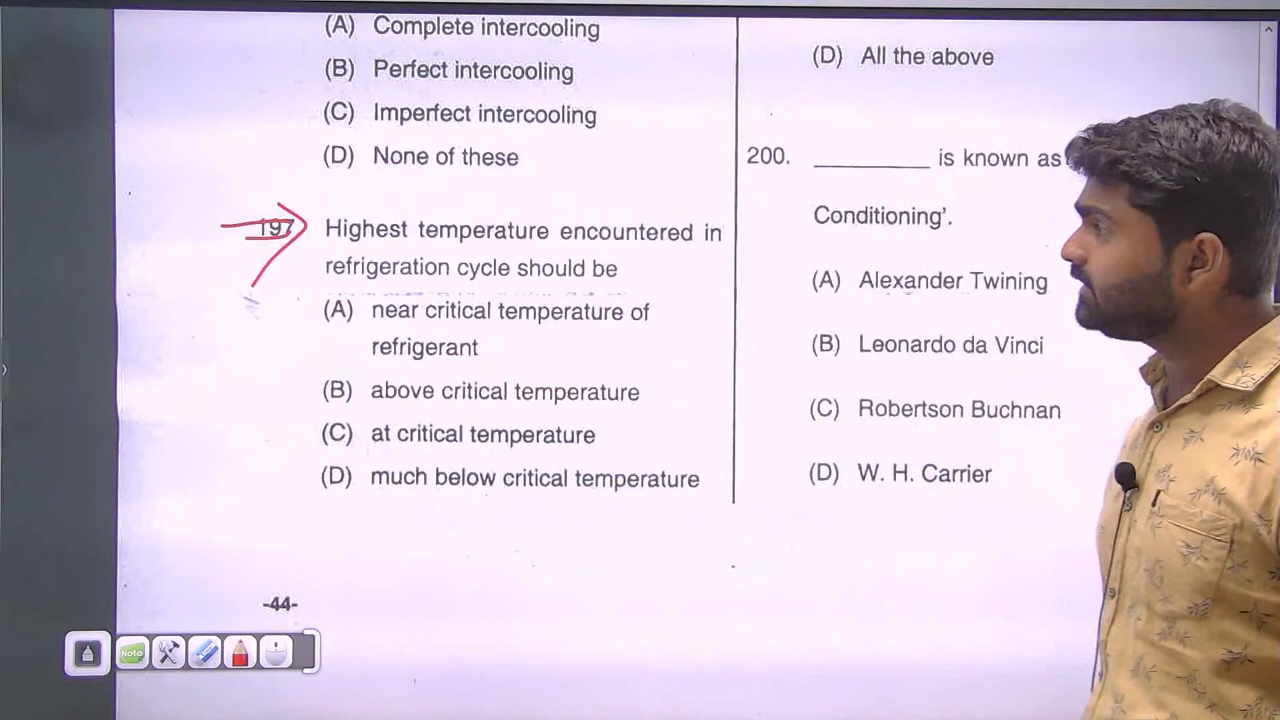 (A) Complete intercooling
(B) Perfect intercooling
(C) Imperfect intercooling
(D) None of these
197
Highest temperature encountered in
refrigeration cycle should be
(A) near critical temperature of
refrigerant
(B) above critical temperature
(C) at critical temperature
(D) much below critical temperature
-44-
(D) All the above
200. ________ is known as
Conditioning'.
(A) Alexander Twining
(B) Leonardo da Vinci
(C) Robertson Buchnan
(D) W. H. Carrier
Note